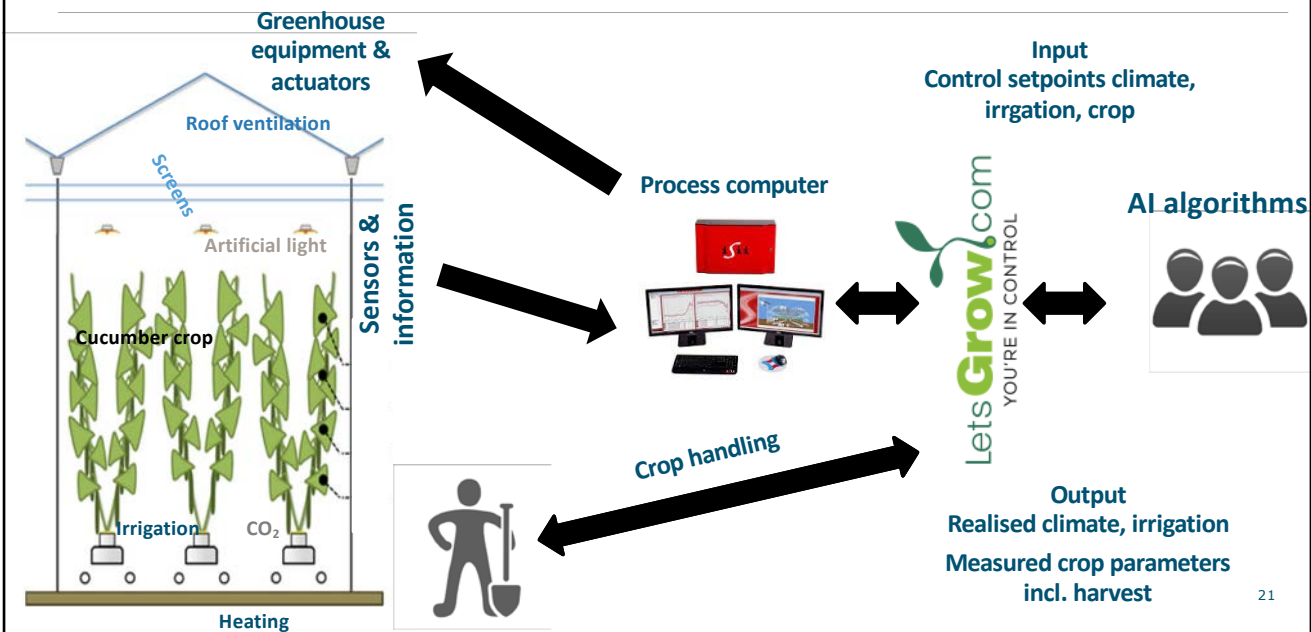 Greenhouse
equipment &
actuators
Roof ventilation
Screens
Artificial light
Cucumber crop
Irrigation
CO₂
Heating
Sensors &
information
Process computer
Crop handling
Input
Control setpoints climate,
irrgation, crop
LetsGrow.com
YOU'RE IN CONTROL
AI algorithms
Output
Realised climate, irrigation
Measured crop parameters
incl. harvest
21